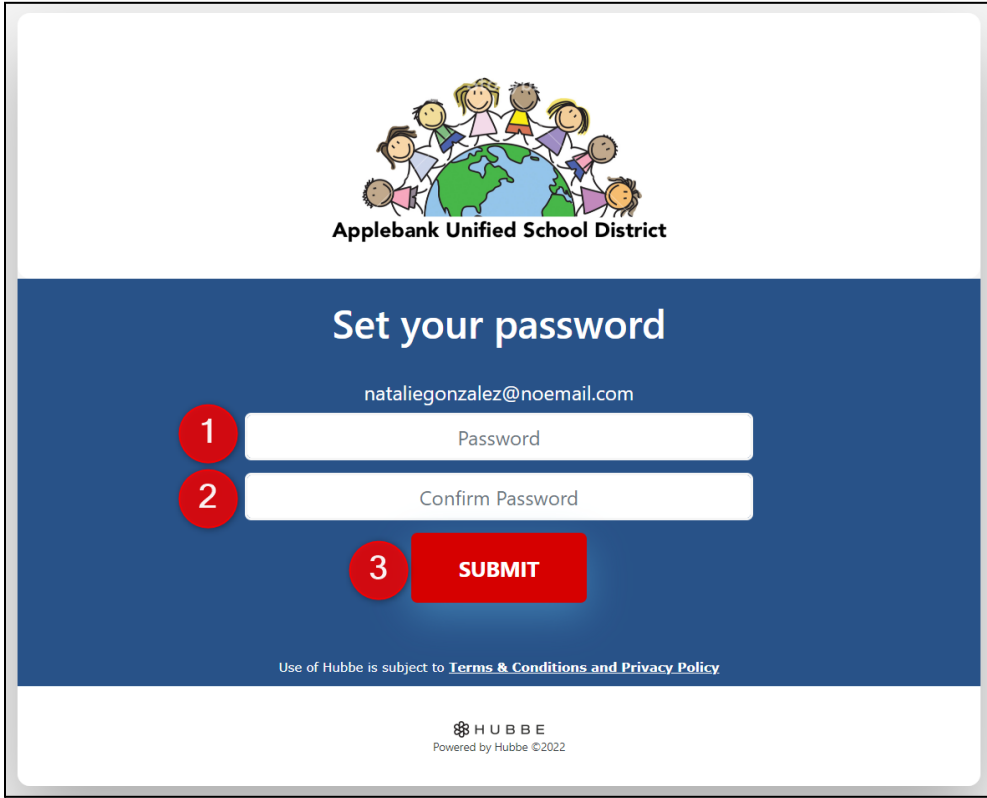 Applebank Unified School District
Set your password
nataliegonzalez@noemail.com
1 Password
2 Confirm Password
3 SUBMIT
Use of Hubbe is subject to Terms & Conditions and Privacy Policy
HUBBE
Powered by Hubbe ©2022